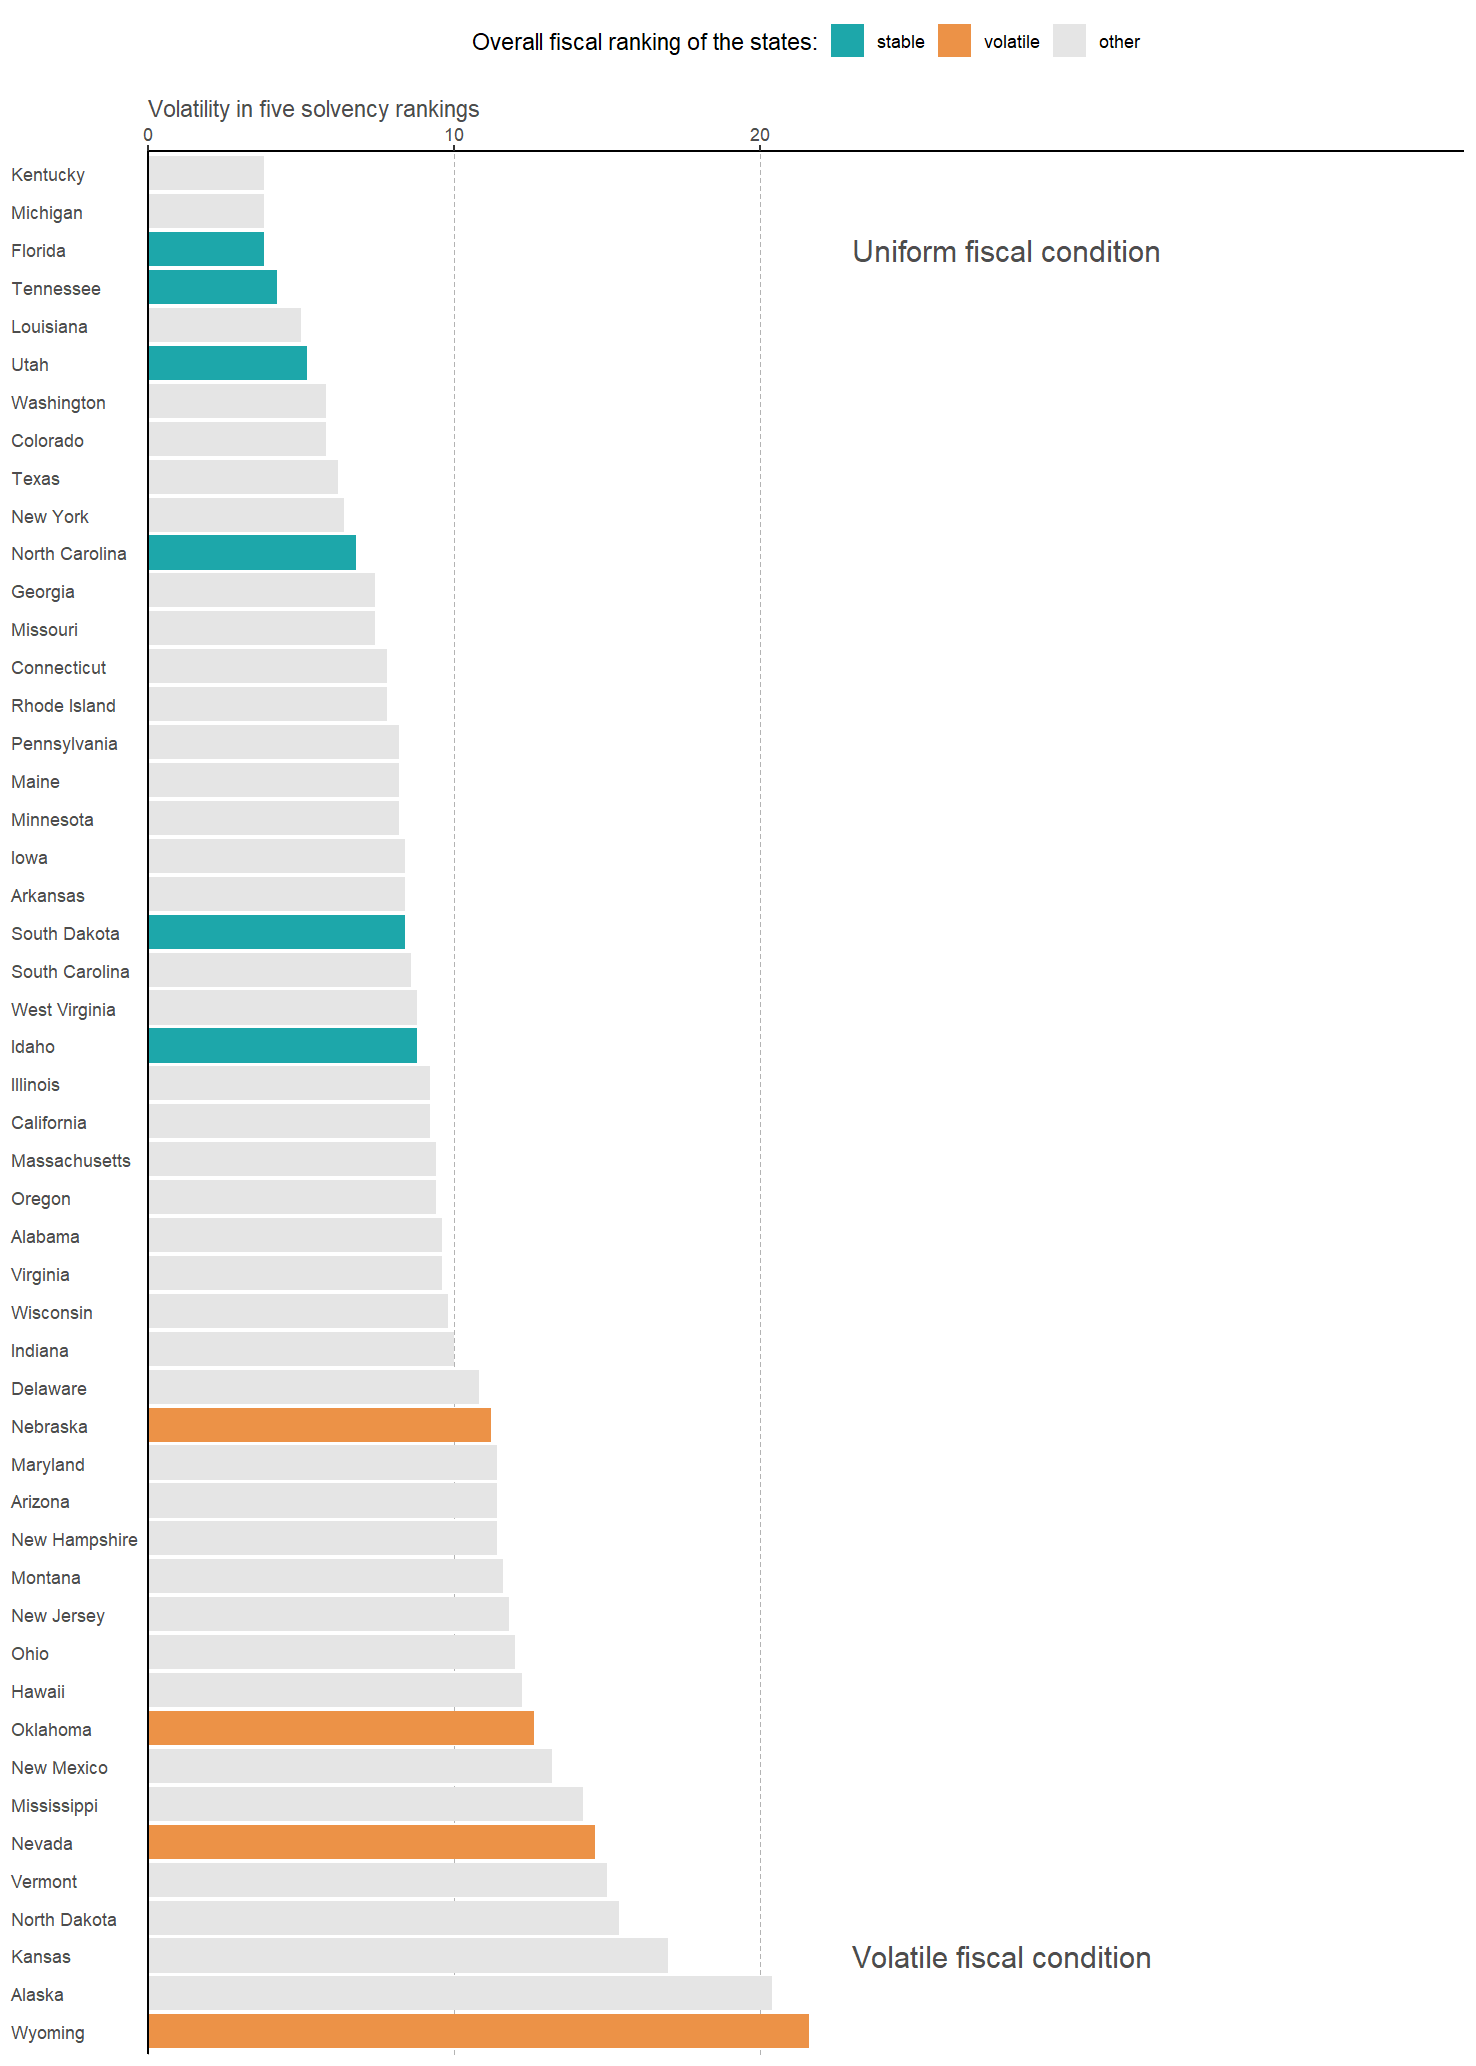 Overall fiscal ranking of the states: stable volatile other
Volatility in five solvency rankings
0 10 20
Kentucky
Michigan
Florida
Uniform fiscal condition
Tennessee
Louisiana
Utah
Washington
Colorado
Texas
New York
North Carolina
Georgia
Missouri
Connecticut
Rhode Island
Pennsylvania
Maine
Minnesota
Iowa
Arkansas
South Dakota
South Carolina
West Virginia
Idaho
Illinois
California
Massachusetts
Oregon
Alabama
Virginia
Wisconsin
Indiana
Delaware
Nebraska
Maryland
Arizona
New Hampshire
Montana
New Jersey
Ohio
Hawaii
Oklahoma
New Mexico
Mississippi
Nevada
Vermont
North Dakota
Kansas
Volatile fiscal condition
Alaska
Wyoming